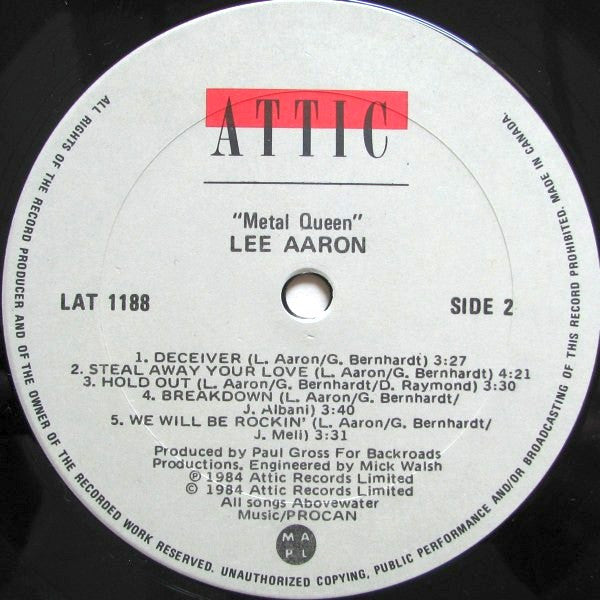 ATTIC
"Metal Queen"
LEE AARON
LAT 1188
SIDE 2
1. DECEIVER (L. Aaron/G. Bernhardt) 3:27
2. STEAL AWAY YOUR LOVE (L. Aaron/G. Bernhardt) 4:21
3. HOLD OUT (L. Aaron/G. Bernhardt/D. Raymond) 3:30
4. BREAKDOWN (L. Aaron/G. Bernhardt/
J. Albani) 3:40
5. WE WILL BE ROCKIN' (L. Aaron/G. Bernhardt/
J. Meli) 3:31
Produced by Paul Gross For Backroads
Productions. Engineered by Mick Walsh
℗ 1984 Attic Records Limited
© 1984 Attic Records Limited
All songs Abovewater
Music/PROCAN
M A
P L
ALL RIGHTS OF THE RECORD PRODUCER AND OF THE OWNER OF THE RECORDED WORK RESERVED. UNAUTHORIZED COPYING, PUBLIC PERFORMANCE AND/OR BROADCASTING OF THIS RECORD PROHIBITED. MADE IN CANADA.